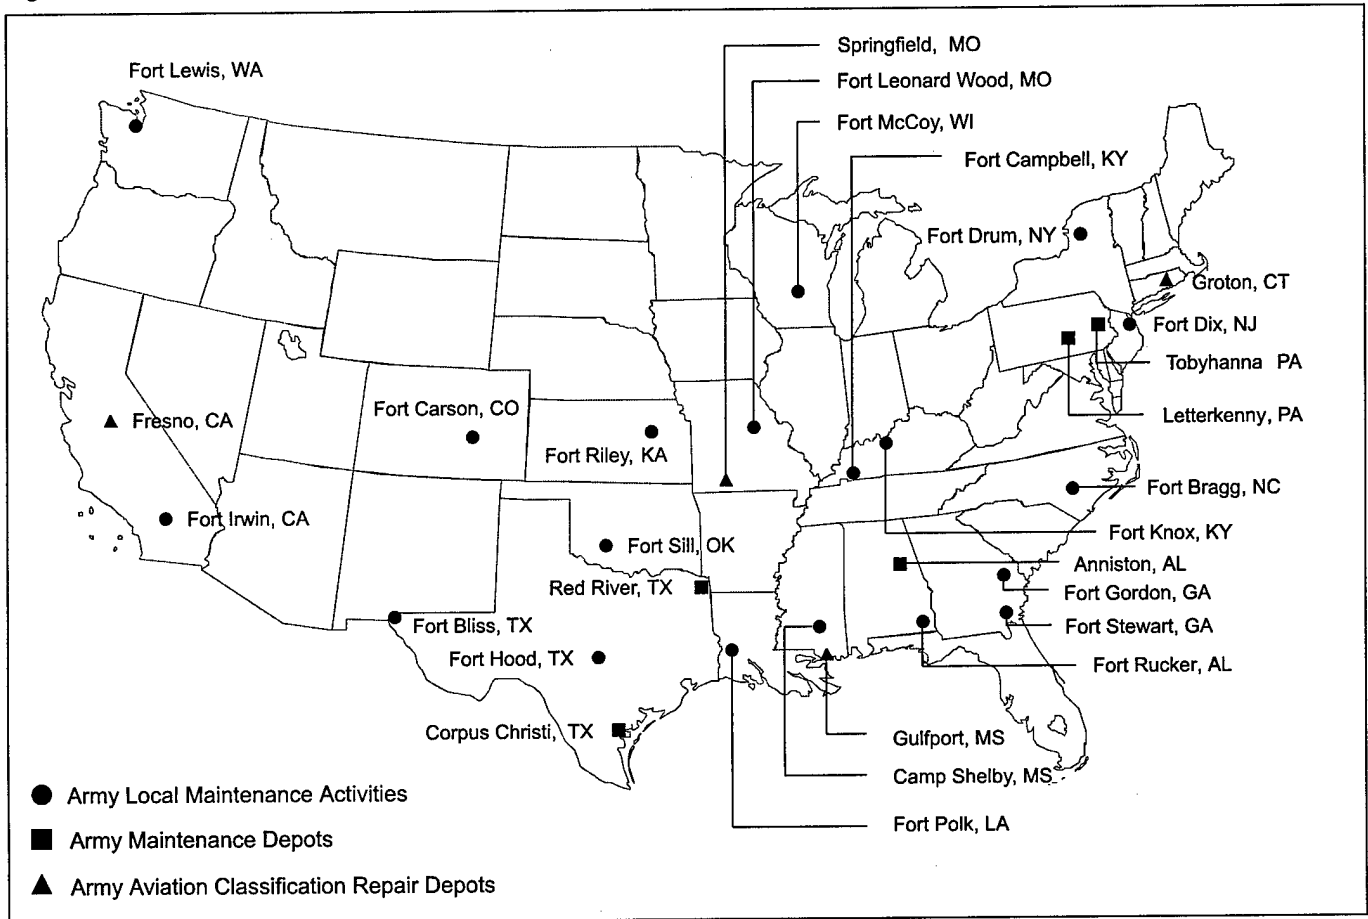 Fort Lewis, WA
Springfield, MO
Fort Leonard Wood, MO
Fort McCoy, WI
Fort Campbell, KY
Fort Drum, NY
Groton, CT
Fort Dix, NJ
Tobyhanna PA
Letterkenny, PA
Fresno, CA
Fort Carson, CO
Fort Riley, KA
Fort Bragg, NC
Fort Irwin, CA
Fort Knox, KY
Fort Sill, OK
Anniston, AL
Red River, TX
Fort Gordon, GA
Fort Bliss, TX
Fort Stewart, GA
Fort Hood, TX
Fort Rucker, AL
Corpus Christi, TX
Gulfport, MS
Camp Shelby, MS
Fort Polk, LA
Army Local Maintenance Activities
Army Maintenance Depots
Army Aviation Classification Repair Depots